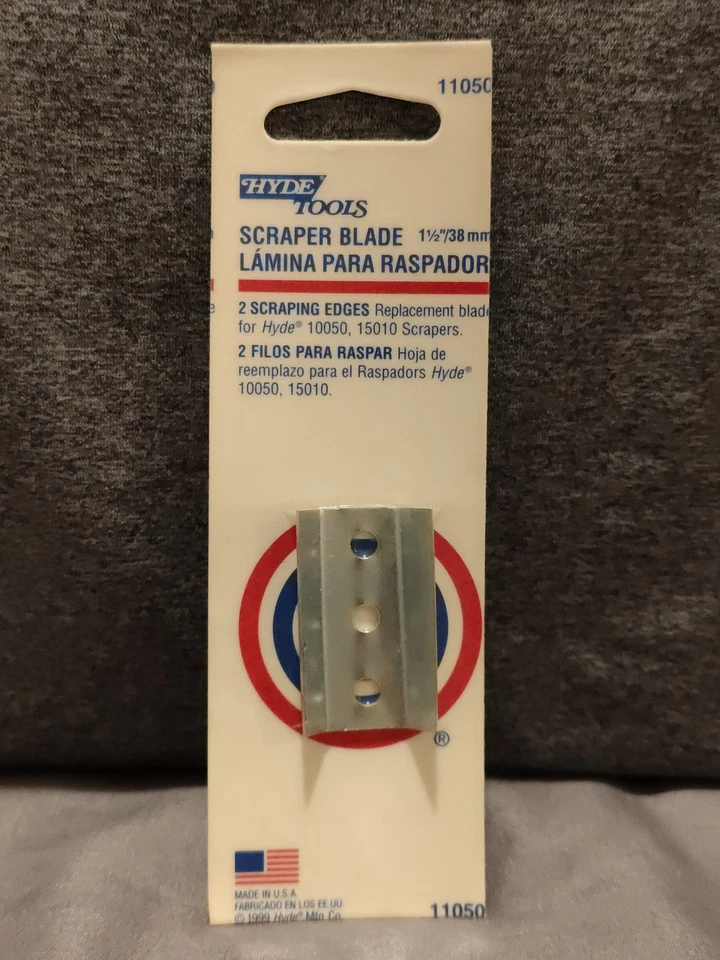 11050
HYDE
TOOLS
SCRAPER BLADE 1½"/38 mm
LÁMINA PARA RASPADOR
2 SCRAPING EDGES Replacement blade
for Hyde® 10050, 15010 Scrapers.
2 FILOS PARA RASPAR Hoja de
reemplazo para el Raspadors Hyde®
10050, 15010.
®
MADE IN U.S.A.
FABRICADO EN LOS EE.UU.
© 1999 Hyde® Mfg. Co.
11050